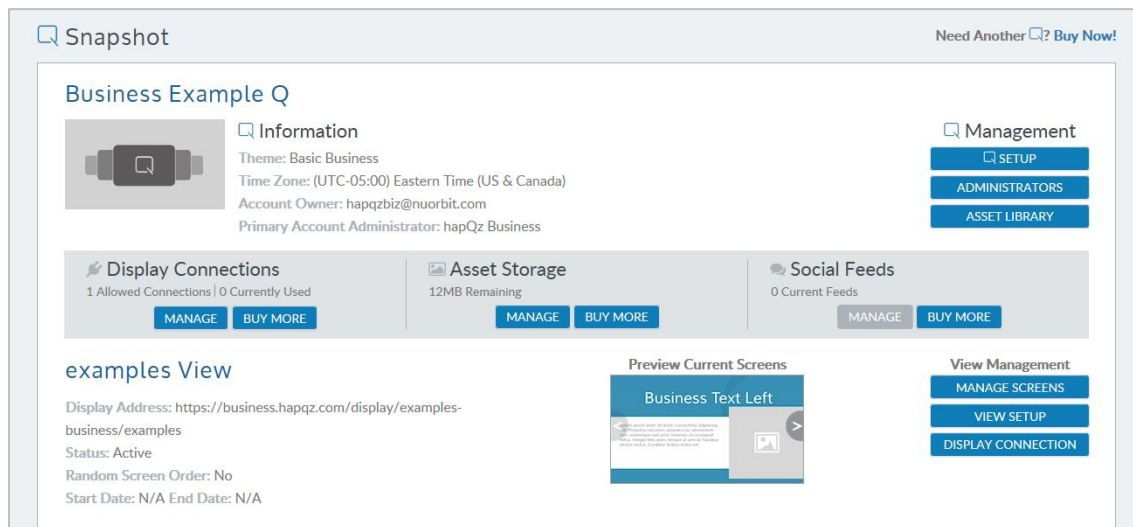 Snapshot
Need Another ? Buy Now!
Business Example Q
Information
Theme: Basic Business
Time Zone: (UTC-05:00) Eastern Time (US & Canada)
Account Owner: hapqzbiz@nuorbit.com
Primary Account Administrator: hapQz Business
Management
SETUP
ADMINISTRATORS
ASSET LIBRARY
Display Connections
1 Allowed Connections | 0 Currently Used
MANAGE BUY MORE
Asset Storage
12MB Remaining
MANAGE BUY MORE
Social Feeds
0 Current Feeds
MANAGE BUY MORE
examples View
Display Address: https://business.hapqz.com/display/examples-
business/examples
Status: Active
Random Screen Order: No
Start Date: N/A End Date: N/A
Preview Current Screens
Business Text Left
View Management
MANAGE SCREENS
VIEW SETUP
DISPLAY CONNECTION